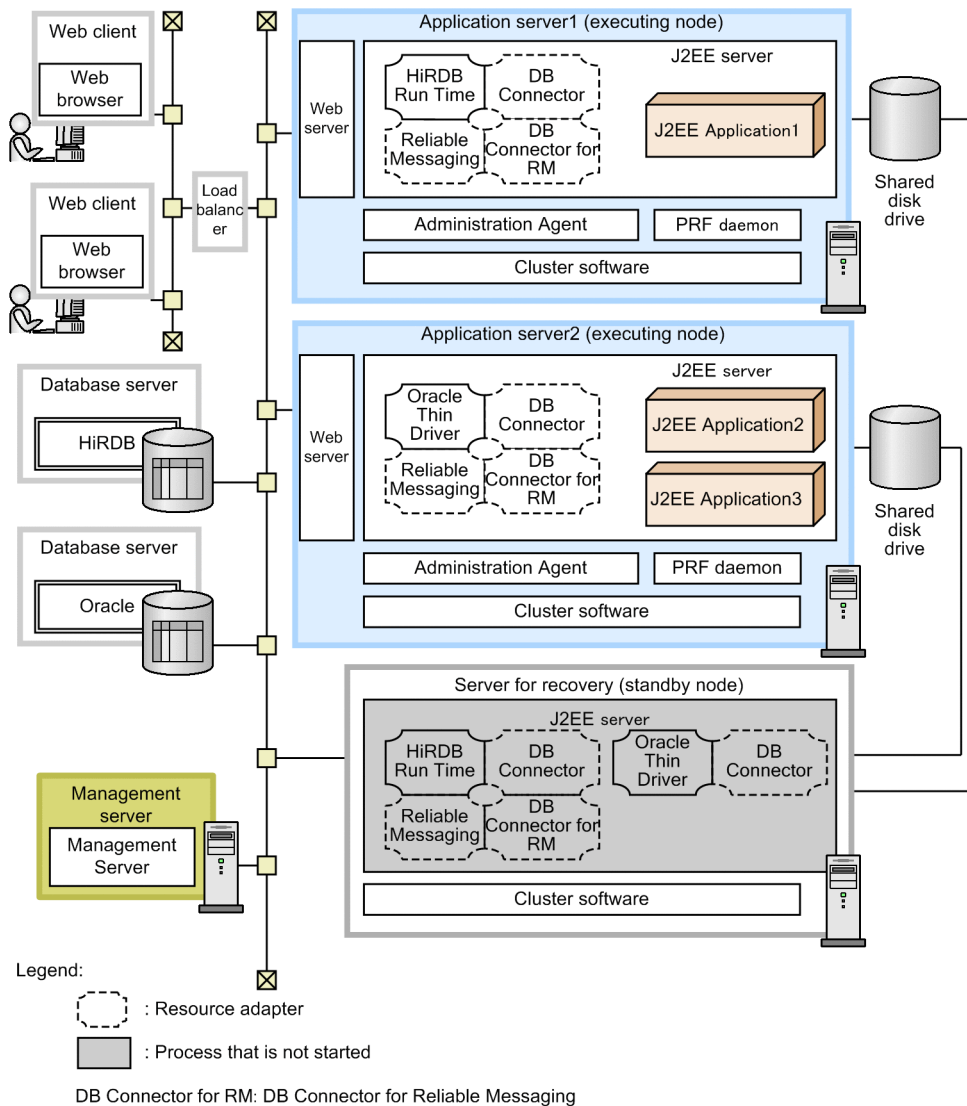 Web client
Web
browser
Web client
Web
browser
Load
balanc
er
Database server
HiRDB
Database server
Oracle
Management
server
Management
Server
Application server1 (executing node)
Web
server
J2EE server
HiRDB
Run Time
DB
Connector
Reliable
Messaging
DB
Connector for
RM
J2EE Application1
Administration Agent
PRF daemon
Cluster software
Shared
disk
drive
Application server2 (executing node)
Web
server
J2EE server
Oracle
Thin
Driver
DB
Connector
Reliable
Messaging
DB
Connector for
RM
J2EE Application2
J2EE Application3
Administration Agent
PRF daemon
Cluster software
Shared
disk
drive
Server for recovery (standby node)
J2EE server
HiRDB
Run Time
DB
Connector
Oracle
Thin
Driver
DB
Connector
Reliable
Messaging
DB
Connector for
RM
Cluster software
Legend:
: Resource adapter
: Process that is not started
DB Connector for RM: DB Connector for Reliable Messaging